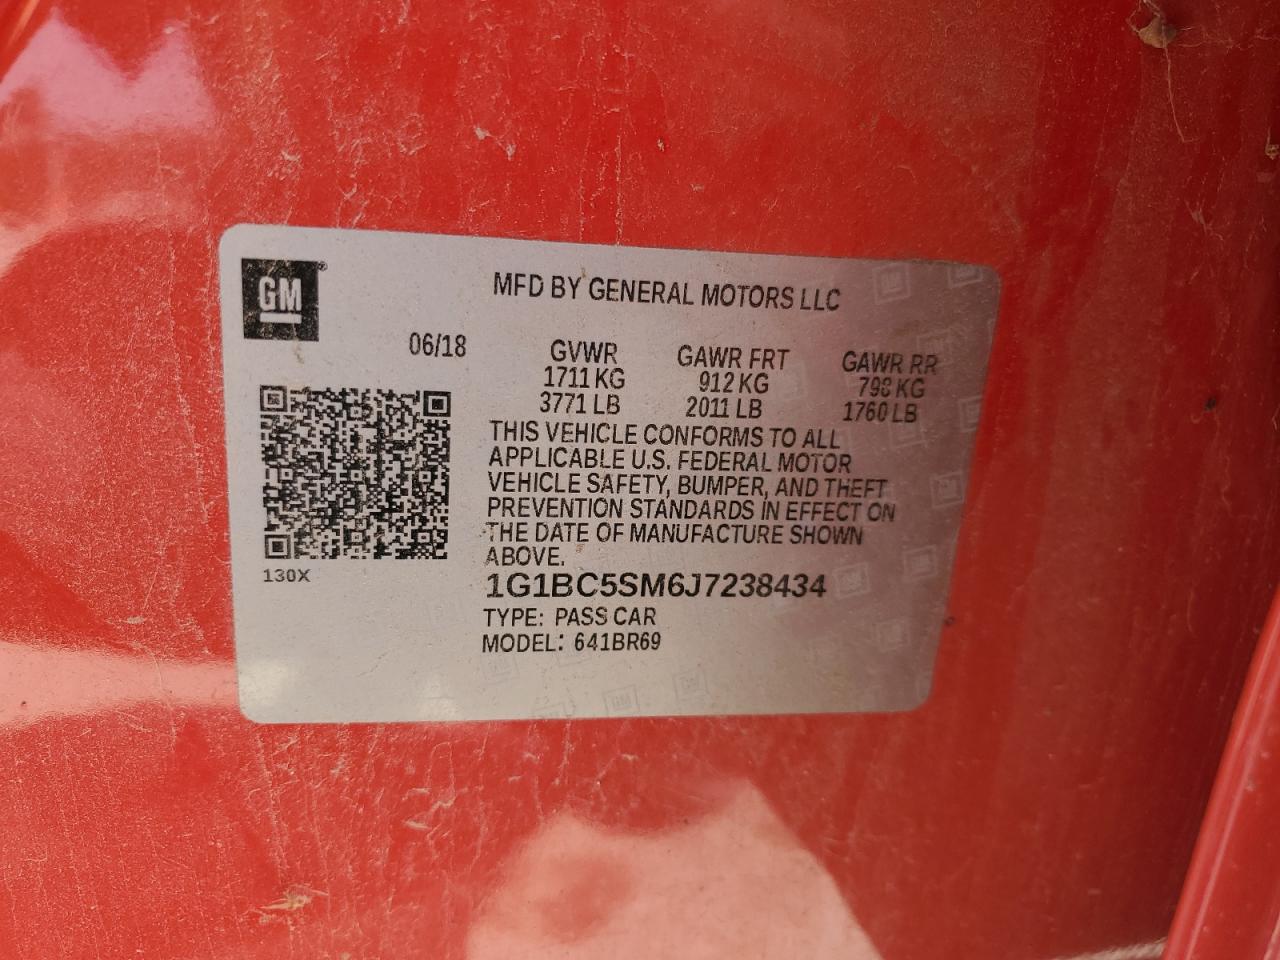 GM
MFD BY GENERAL MOTORS LLC
06/18
GVWR GAWR FRT GAWR RR
1711 KG 912 KG 798 KG
3771 LB 2011 LB 1760 LB
THIS VEHICLE CONFORMS TO ALL
APPLICABLE U.S. FEDERAL MOTOR
VEHICLE SAFETY, BUMPER, AND THEFT
PREVENTION STANDARDS IN EFFECT ON
THE DATE OF MANUFACTURE SHOWN
ABOVE.
130X
1G1BC5SM6J7238434
TYPE: PASS CAR
MODEL: 641BR69